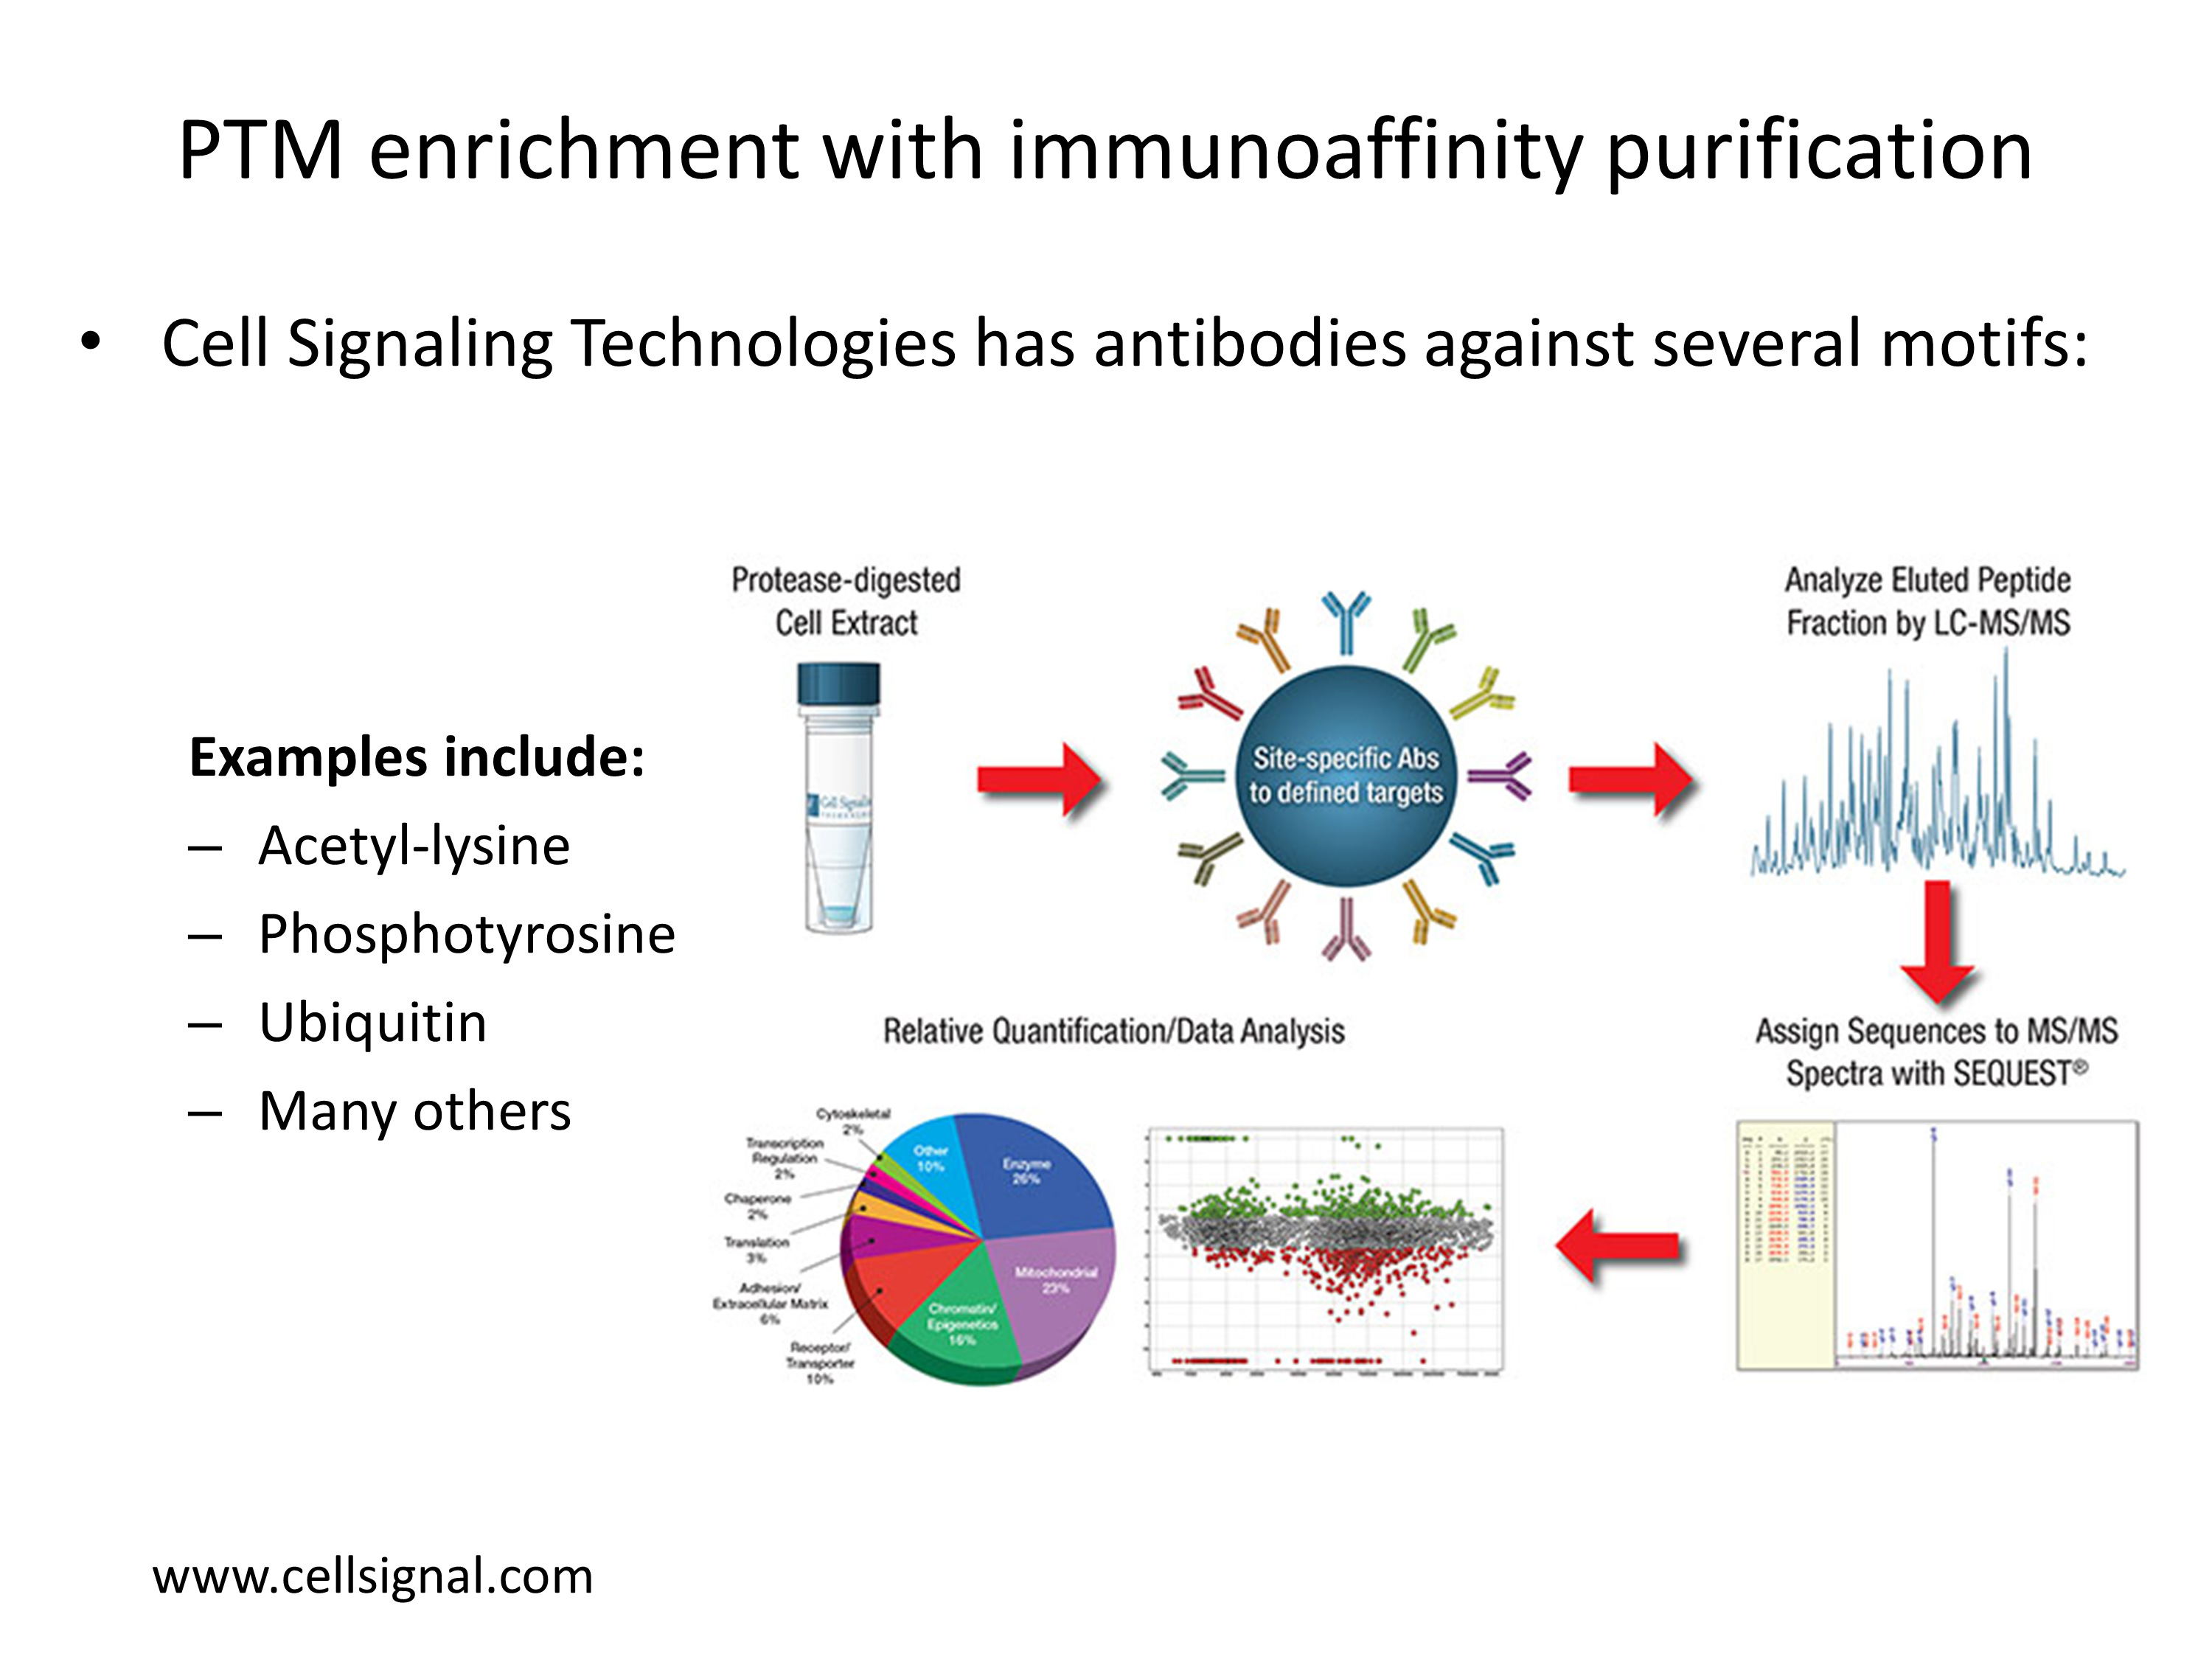 PTM enrichment with immunoaffinity purification
• Cell Signaling Technologies has antibodies against several motifs:
Examples include:
– Acetyl-lysine
– Phosphotyrosine
– Ubiquitin
– Many others
Protease-digested
Cell Extract
Site-specific Abs
to defined targets
Analyze Eluted Peptide
Fraction by LC-MS/MS
Assign Sequences to MS/MS
Spectra with SEQUEST®
Relative Quantification/Data Analysis
Cytoskeletal
2%
Transcription
Regulation
2%
Chaperone
2%
Translation
3%
Adhesion/
Extracellular Matrix
6%
Receptor/
Transporter
10%
Other
10%
Enzyme
26%
Mitochondrial
23%
Chromatin/
Epigenetics
16%
www.cellsignal.com